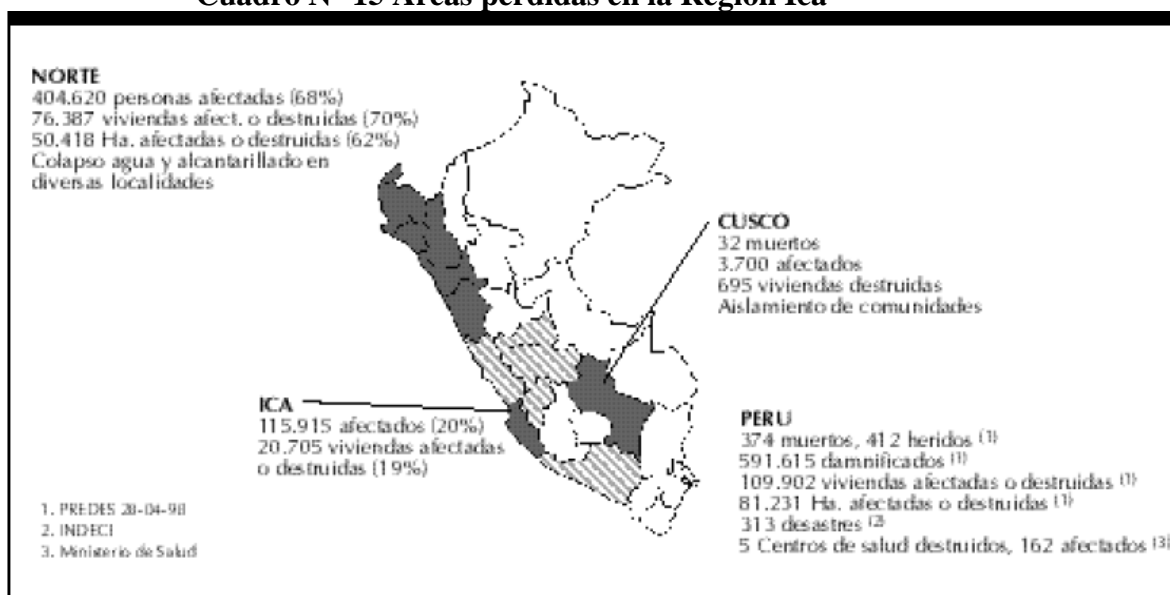 Cuadro N° 15 Áreas perdidas en la Región Ica
NORTE
404.620 personas afectadas (68%)
76.387 viviendas afect. o destruidas (70%)
50.418 Ha. afectadas o destruidas (62%)
Colapso agua y alcantarillado en
diversas localidades
CUSCO
32 muertos
3.700 afectados
695 viviendas destruidas
Aislamiento de comunidades
ICA
115.915 afectados (20%)
20.705 viviendas afectadas
o destruidas (19%)
PERU
374 muertos, 412 heridos (1)
591.615 damnificados (1)
109.902 viviendas afectadas o destruidas (1)
81.231 Ha. afectadas o destruidas (1)
313 desastres (2)
5 Centros de salud destruidos, 162 afectados (3)
1. PREDES 28-04-98
2. INDECI
3. Ministerio de Salud